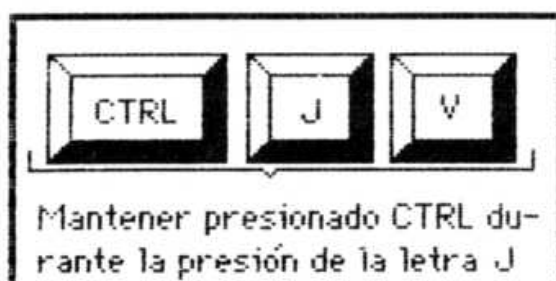 CTRL J V
Mantener presionado CTRL du-
rante la presión de la letra J